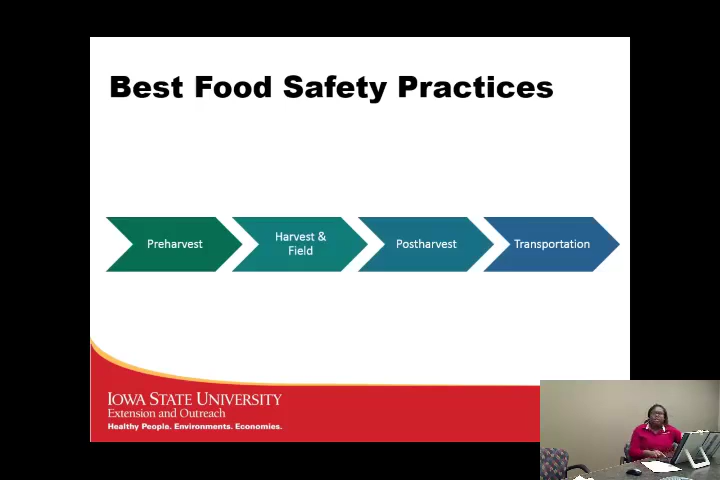 Best Food Safety Practices
Preharvest
Harvest &
Field
Postharvest
Transportation
IOWA STATE UNIVERSITY
Extension and Outreach
Healthy People. Environments. Economies.